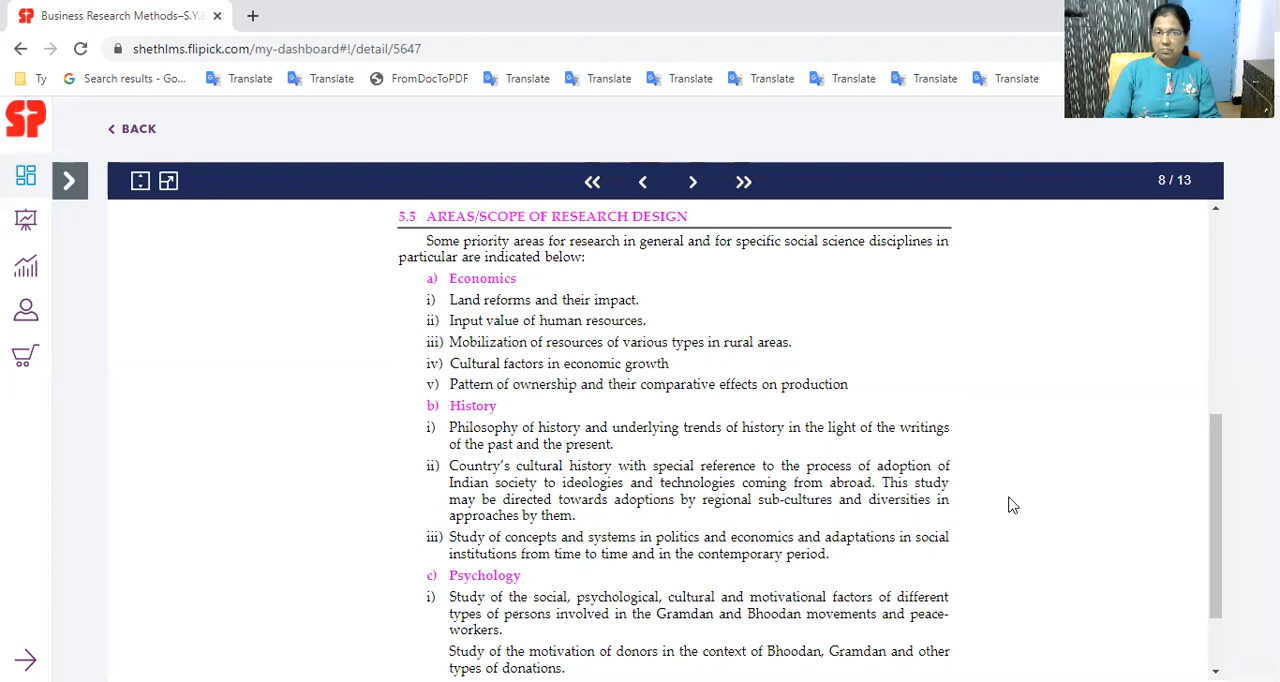 Business Research Methods–S.Y.B
shethlms.flipick.com/my-dashboard#!/detail/5647
Ty
Search results - Go...
Translate
Translate
FromDocToPDF
Translate
Translate
Translate
Translate
Translate
Translate
Translate
SP
BACK
8 / 13
5.5 AREAS/SCOPE OF RESEARCH DESIGN
Some priority areas for research in general and for specific social science disciplines in
particular are indicated below:
a) Economics
i) Land reforms and their impact.
ii) Input value of human resources.
iii) Mobilization of resources of various types in rural areas.
iv) Cultural factors in economic growth
v) Pattern of ownership and their comparative effects on production
b) History
i) Philosophy of history and underlying trends of history in the light of the writings
of the past and the present.
ii) Country's cultural history with special reference to the process of adoption of
Indian society to ideologies and technologies coming from abroad. This study
may be directed towards adoptions by regional sub-cultures and diversities in
approaches by them.
iii) Study of concepts and systems in politics and economics and adaptations in social
institutions from time to time and in the contemporary period.
c) Psychology
i) Study of the social, psychological, cultural and motivational factors of different
types of persons involved in the Gramdan and Bhoodan movements and peace-
workers.
Study of the motivation of donors in the context of Bhoodan, Gramdan and other
types of donations.